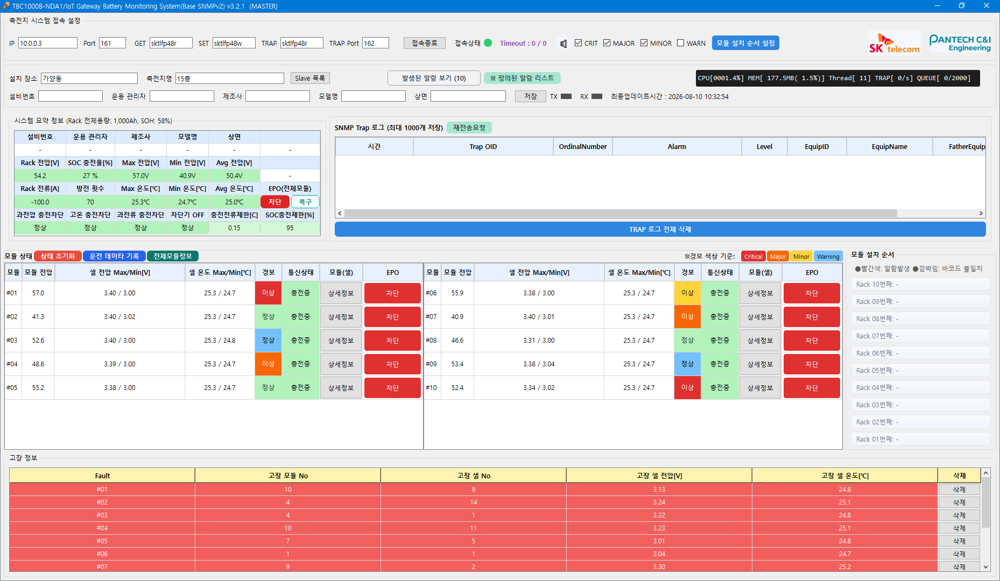 TBC1000B-NDA1/IoT Gateway Battery Monitoring System(Base SNMPv2) v3.2.1 (MASTER)
축전지 시스템 접속 설정
IP 10.0.0.3 Port 161 GET sktlfp48r SET sktlfp48w TRAP sktlfp48r TRAP Port 162 접속종료 접속상태 Timeout : 0 / 0 CRIT MAJOR MINOR WARN 모듈 설치 순서 설정
SK telecom
PANTECH C&I
Engineering
설치 장소 가양동 축전지명 15층 Slave 목록 발생된 알람 보기 (10) ※ 정의된 알람 리스트
CPU[0001.4%] MEM[ 177.5MB( 1.5%)] Thread[ 11] TRAP[ 0/s] QUEUE[ 0/2000]
설비번호 운용 관리자 제조사 모델명 상면 저장 TX RX 최종업데이트시간 : 2026-08-10 10:32:54
시스템 요약 정보 (Rack 전체용량: 1,000Ah, SOH: 58%)
설비번호 운용 관리자 제조사 모델명 상면
- - - - - -
Rack 전압[V] SOC 충전율[%] Max 전압[V] Min 전압[V] Avg 전압[V]
54.2 27 % 57.0V 40.9V 50.4V -
Rack 전류[A] 방전 횟수 Max 온도[℃] Min 온도[℃] Avg 온도[℃] EPO(전체모듈)
-100.0 70 25.3℃ 24.7℃ 25.0℃ 차단 복구
과전압 충전차단 고온 충전차단 과전류 충전차단 차단기 OFF 충전전류제한[C] SOC충전제한[%]
정상 정상 정상 정상 0.15 95
SNMP Trap 로그 (최대 1000개 저장) 재전송요청
시간 Trap OID OrdinalNumber Alarm Level EquipID EquipName FatherEquip
TRAP 로그 전체 삭제
모듈 상태 상태 초기화 운전 데이타 기록 전체모듈정보 ※경보 색상 기준: Critical Major Minor Warning
모듈 모듈 전압 셀 전압 Max/Min[V] 셀 온도 Max/Min[℃] 경보 통신상태 모듈(셀) EPO
#01 57.0 3.40 / 3.00 25.3 / 24.7 이상 충전중 상세정보 차단
#02 41.3 3.40 / 3.02 25.3 / 24.7 정상 충전중 상세정보 차단
#03 52.6 3.40 / 3.00 25.3 / 24.8 정상 충전중 상세정보 차단
#04 48.6 3.39 / 3.00 25.3 / 24.7 이상 충전중 상세정보 차단
#05 55.2 3.38 / 3.00 25.3 / 24.7 정상 충전중 상세정보 차단
모듈 모듈 전압 셀 전압 Max/Min[V] 셀 온도 Max/Min[℃] 경보 통신상태 모듈(셀) EPO
#06 55.9 3.38 / 3.00 25.3 / 24.7 이상 충전중 상세정보 차단
#07 40.9 3.40 / 3.01 25.3 / 24.7 이상 충전중 상세정보 차단
#08 46.6 3.31 / 3.00 25.3 / 24.7 정상 충전중 상세정보 차단
#09 53.4 3.38 / 3.04 25.3 / 24.7 정상 충전중 상세정보 차단
#10 52.4 3.34 / 3.02 25.3 / 24.7 이상 충전중 상세정보 차단
모듈 설치 순서
●빨간색: 알람발생 ●깜박임: 바코드 불일치
Rack 10번째: -
Rack 09번째: -
Rack 08번째: -
Rack 07번째: -
Rack 06번째: -
Rack 05번째: -
Rack 04번째: -
Rack 03번째: -
Rack 02번째: -
Rack 01번째: -
고장 정보
Fault 고장 모듈 No 고장 셀 No 고장 셀 전압[V] 고장 셀 온도[℃] 삭제
#01 10 9 3.13 24.8 삭제
#02 4 14 3.24 25.1 삭제
#03 4 1 3.22 24.8 삭제
#04 10 11 3.23 25.1 삭제
#05 7 5 3.01 24.8 삭제
#06 1 1 3.04 24.7 삭제
#07 9 2 3.30 25.2 삭제